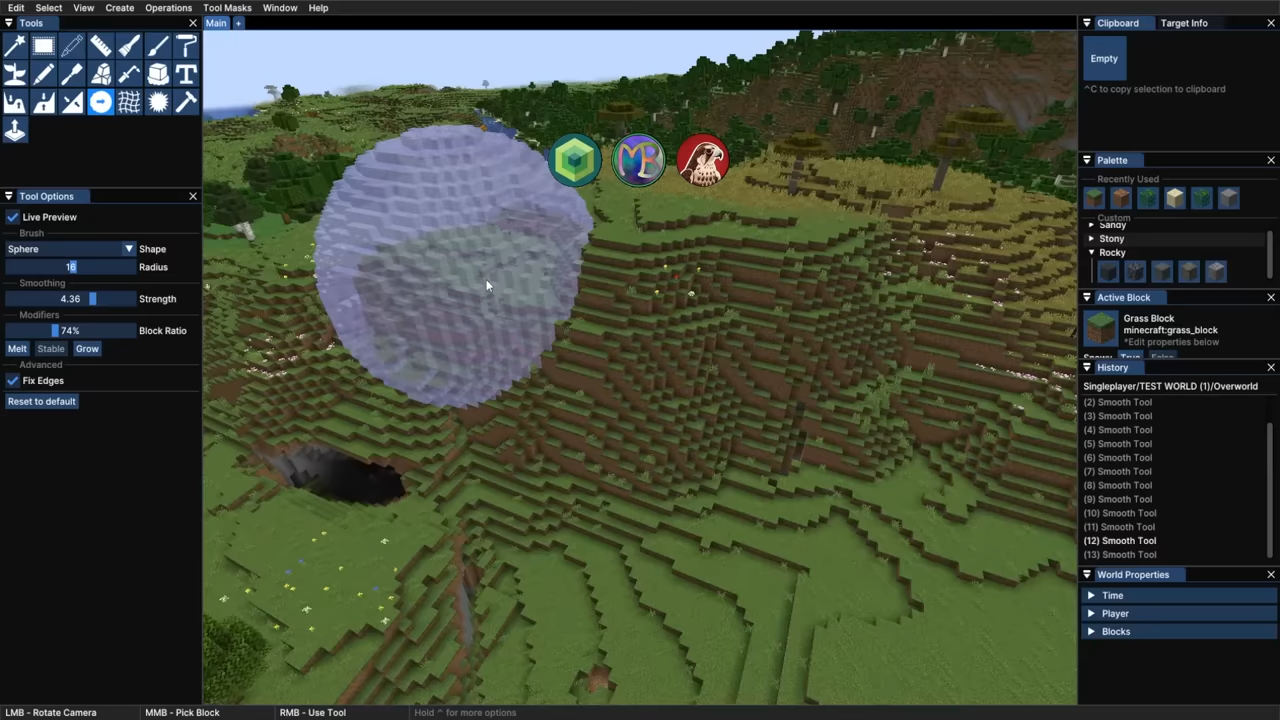 Edit Select View Create Operations Tool Masks Window Help
Tools
Main +
Clipboard Target Info
Empty
^C to copy selection to clipboard
MB
Palette
Recently Used
Custom
Sandy
Stony
Rocky
Tool Options
Live Preview
Brush
Sphere Shape
16 Radius
Smoothing
4.36 Strength
Modifiers
74% Block Ratio
Melt Stable Grow
Advanced
Fix Edges
Reset to default
Active Block
Grass Block
minecraft:grass_block
*Edit properties below
Snowy True False
History
Singleplayer/TEST WORLD (1)/Overworld
(2) Smooth Tool
(3) Smooth Tool
(4) Smooth Tool
(5) Smooth Tool
(6) Smooth Tool
(7) Smooth Tool
(8) Smooth Tool
(9) Smooth Tool
(10) Smooth Tool
(11) Smooth Tool
(12) Smooth Tool
(13) Smooth Tool
World Properties
Time
Player
Blocks
LMB - Rotate Camera MMB - Pick Block RMB - Use Tool Hold ^ for more options